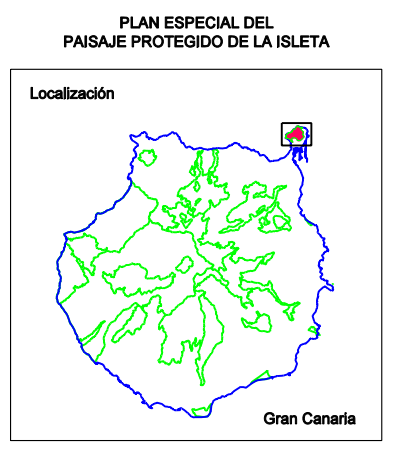 PLAN ESPECIAL DEL
PAISAJE PROTEGIDO DE LA ISLETA
Localización
Gran Canaria